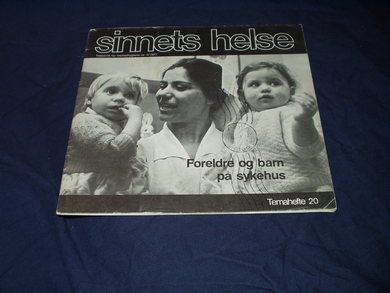 sinnets helse
Foreldre og barn
på sykehus
Temahefte 20